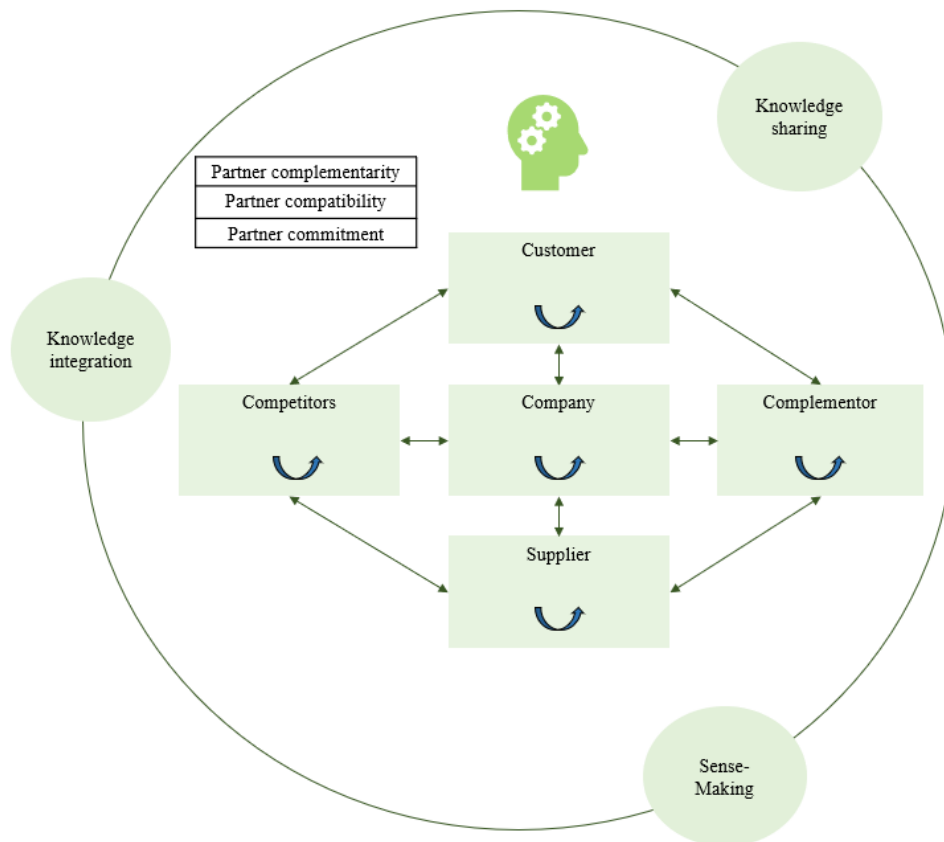 Knowledge
sharing
Partner complementarity
Partner compatibility
Partner commitment
Customer
Knowledge
integration
Competitors
Company
Complementor
Supplier
Sense-
Making